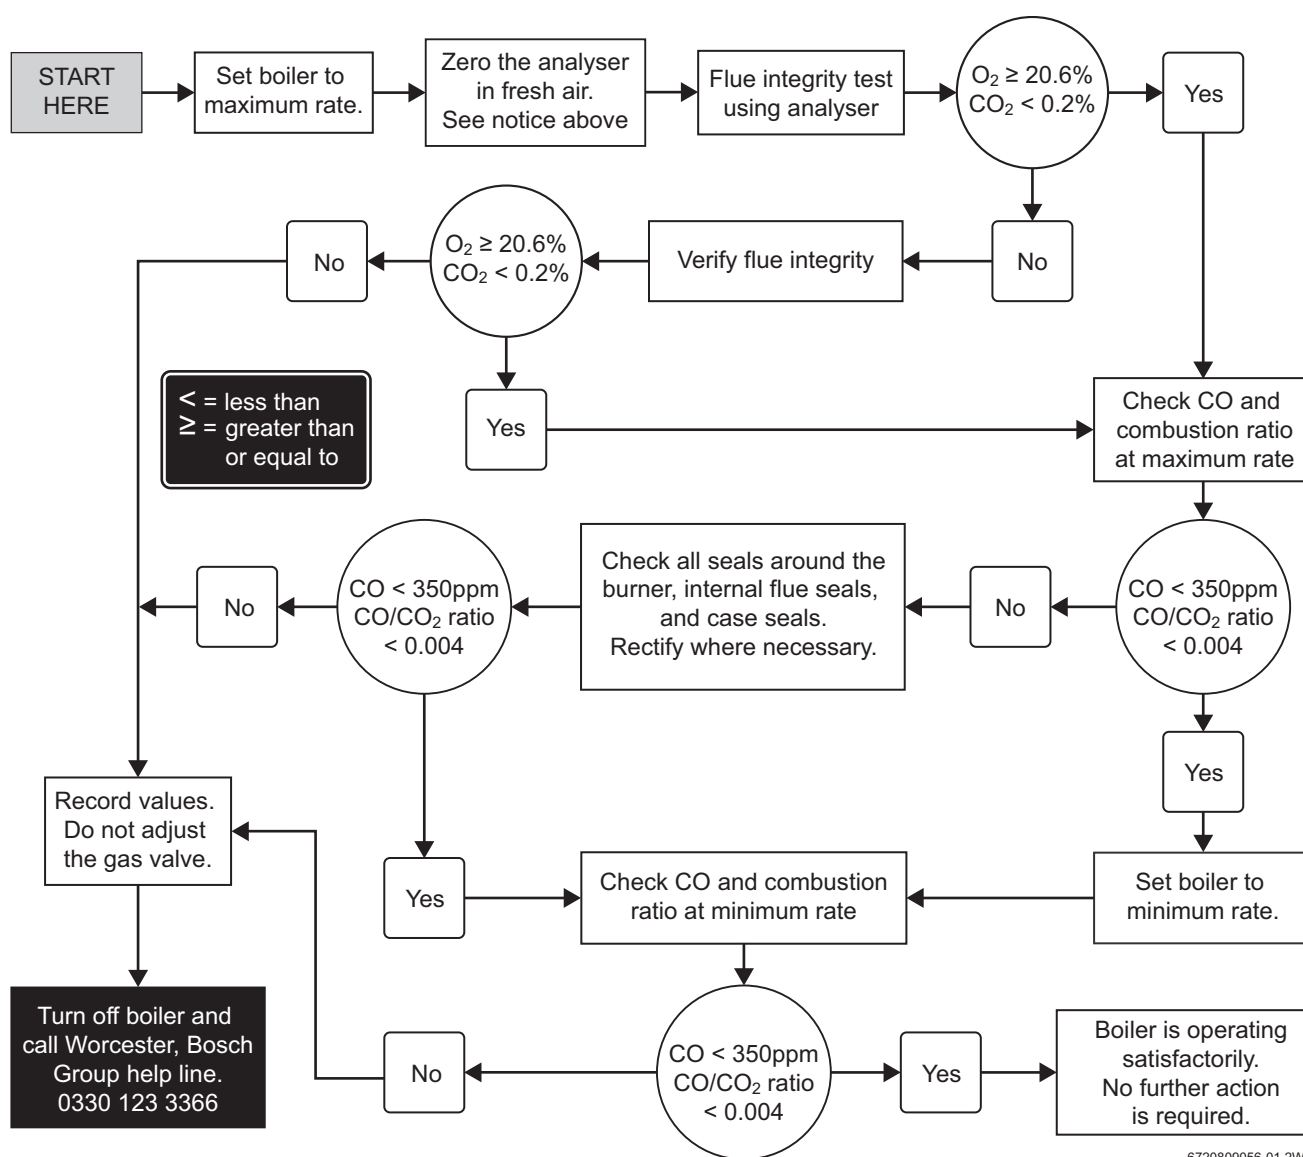 START
HERE
Set boiler to
maximum rate.
Zero the analyser
in fresh air.
See notice above
Flue integrity test
using analyser
O₂ ≥ 20.6%
CO₂ < 0.2%
Yes
No
Verify flue integrity
O₂ ≥ 20.6%
CO₂ < 0.2%
No
Yes
< = less than
≥ = greater than
or equal to
Check CO and
combustion ratio
at maximum rate
CO < 350ppm
CO/CO₂ ratio
< 0.004
No
Check all seals around the
burner, internal flue seals,
and case seals.
Rectify where necessary.
CO < 350ppm
CO/CO₂ ratio
< 0.004
No
Yes
Set boiler to
minimum rate.
Yes
Check CO and combustion
ratio at minimum rate
Record values.
Do not adjust
the gas valve.
Turn off boiler and
call Worcester, Bosch
Group help line.
0330 123 3366
No
CO < 350ppm
CO/CO₂ ratio
< 0.004
Yes
Boiler is operating
satisfactorily.
No further action
is required.
6720809056-01.2W